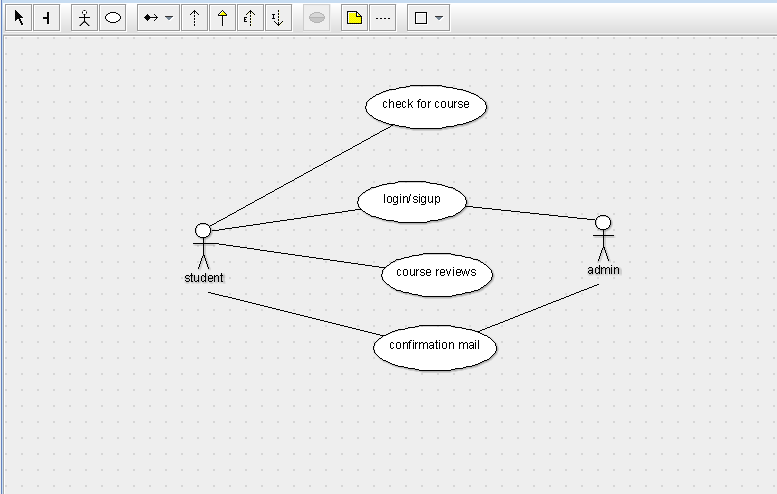 check for course
login/sigup
student
admin
course reviews
confirmation mail